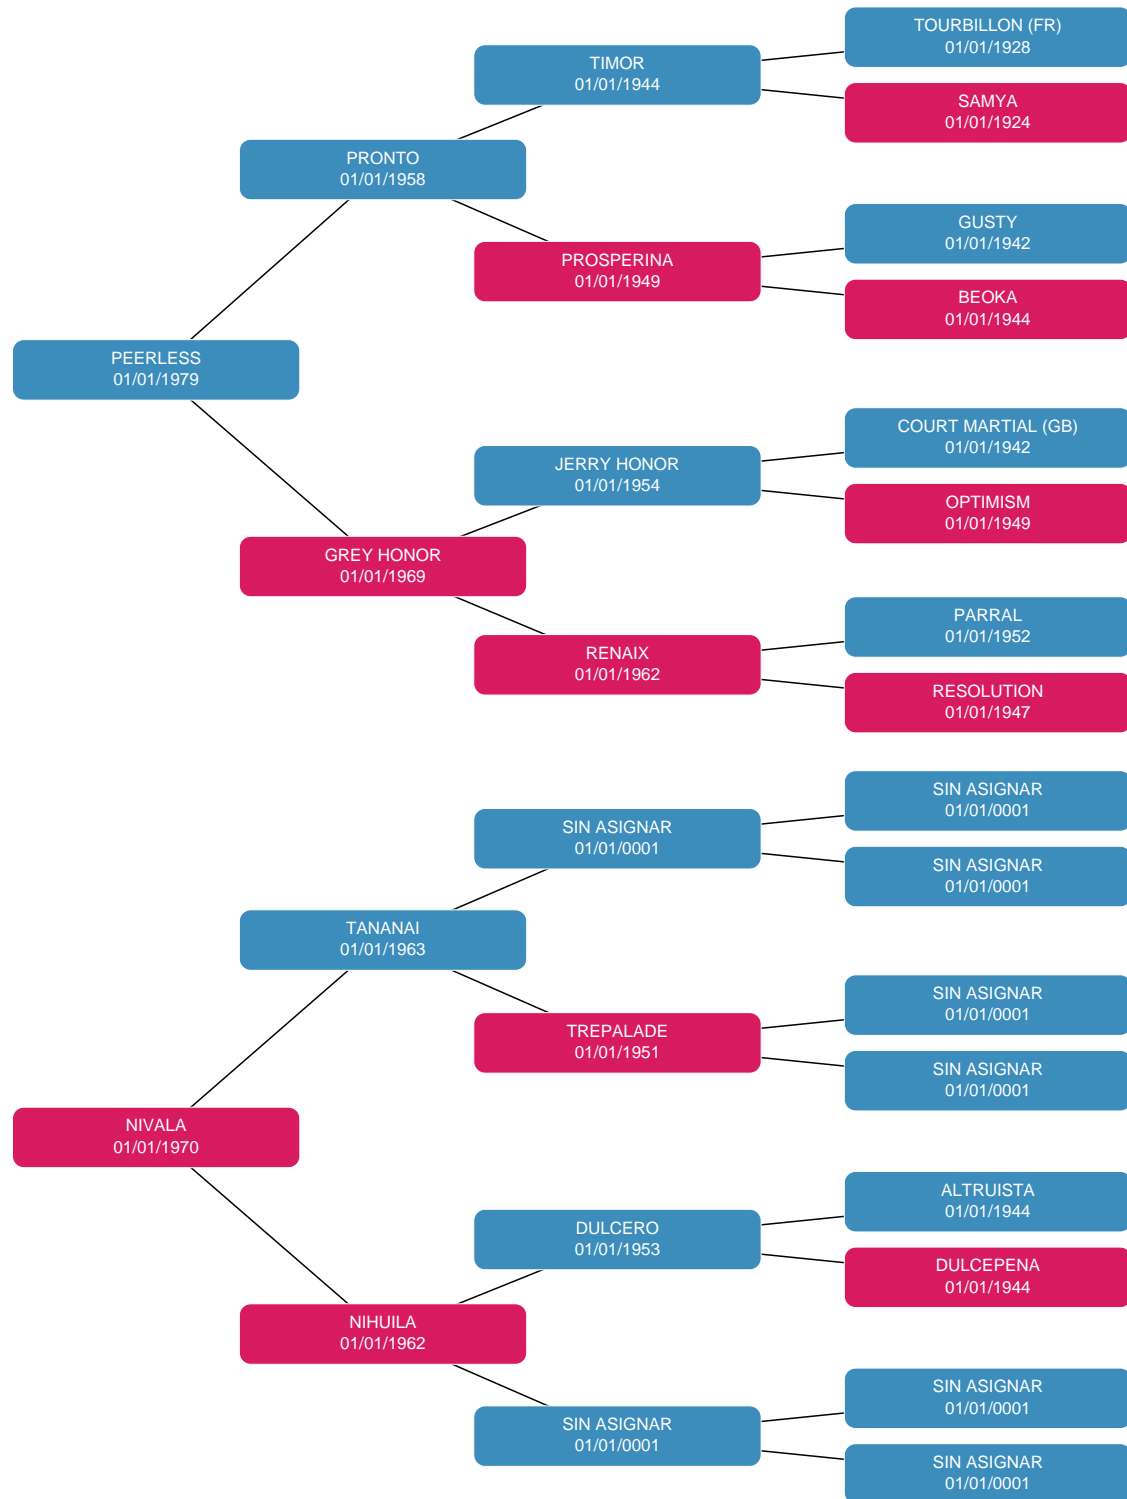 TOURBILLON (FR)
01/01/1928
TIMOR
01/01/1944
SAMYA
01/01/1924
PRONTO
01/01/1958
GUSTY
01/01/1942
PROSPERINA
01/01/1949
BEOKA
01/01/1944
PEERLESS
01/01/1979
COURT MARTIAL (GB)
01/01/1942
JERRY HONOR
01/01/1954
OPTIMISM
01/01/1949
GREY HONOR
01/01/1969
PARRAL
01/01/1952
RENAIX
01/01/1962
RESOLUTION
01/01/1947
SIN ASIGNAR
01/01/0001
SIN ASIGNAR
01/01/0001
SIN ASIGNAR
01/01/0001
TANANAI
01/01/1963
SIN ASIGNAR
01/01/0001
TREPALADE
01/01/1951
SIN ASIGNAR
01/01/0001
NIVALA
01/01/1970
ALTRUISTA
01/01/1944
DULCERO
01/01/1953
DULCEPENA
01/01/1944
NIHUILA
01/01/1962
SIN ASIGNAR
01/01/0001
SIN ASIGNAR
01/01/0001
SIN ASIGNAR
01/01/0001